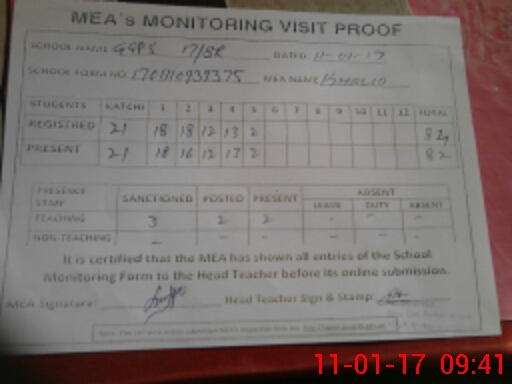 MEA's MONITORING VISIT PROOF
SCHOOL NAME GGPS 17/SR DATED 11-01-17
SCHOOL FORM NO. MEA NAME
STUDENTS KATCHI 1 2 3 4 5 6 7 8 9 10 11 12 TOTAL
REGISTRED 21 18 18 12 13 2
PRESENT 21 18 16 12 13 2 82
PRESENCE STAFF SANCTIONED POSTED PRESENT ABSENT
LEAVE DUTY ABSENT
TEACHING 3 2 2 - - -
NON-TEACHING - - - - - -
It is certified that the MEA has shown all entries of the School
Monitoring Form to the Head Teacher before its online submission.
MEA Signature: Head Teacher Sign & Stamp:
11-01-17 09:41